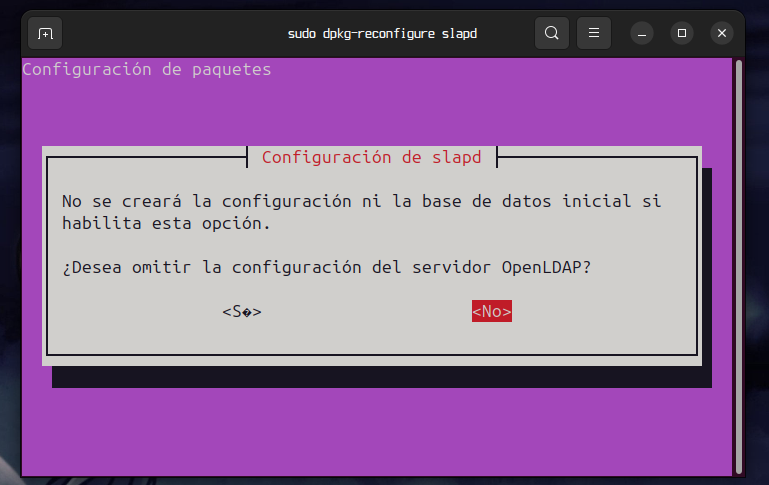 sudo dpkg-reconfigure slapd
Configuración de paquetes
Configuración de slapd
No se creará la configuración ni la base de datos inicial si
habilita esta opción.
¿Desea omitir la configuración del servidor OpenLDAP?
<S�> <No>